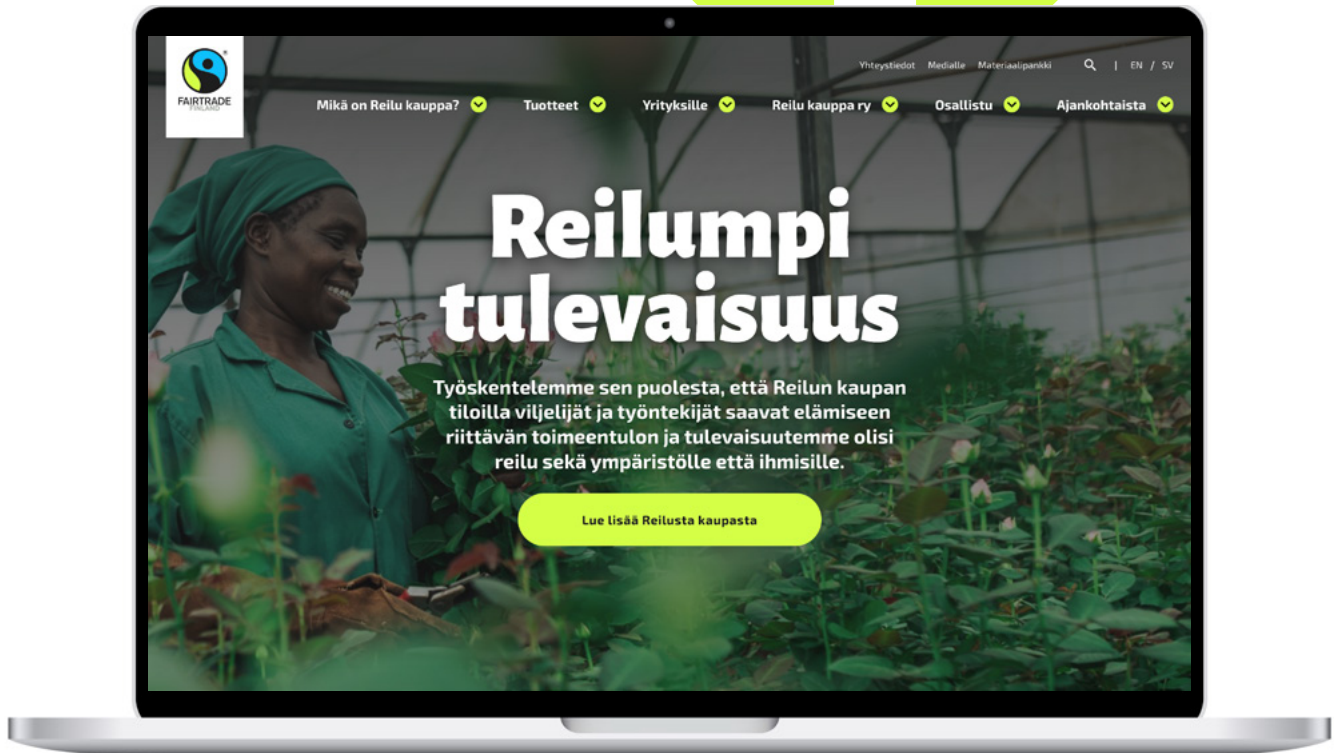 Yhteystiedot Medialle Materiaalipankki | EN / SV
FAIRTRADE
FINLAND
Mikä on Reilu kauppa? Tuotteet Yrityksille Reilu kauppa ry Osallistu Ajankohtaista
Reilumpi
tulevaisuus
Työskentelemme sen puolesta, että Reilun kaupan
tiloilla viljelijät ja työntekijät saavat elämiseen
riittävän toimeentulon ja tulevaisuutemme olisi
reilu sekä ympäristölle että ihmisille.
Lue lisää Reilusta kaupasta